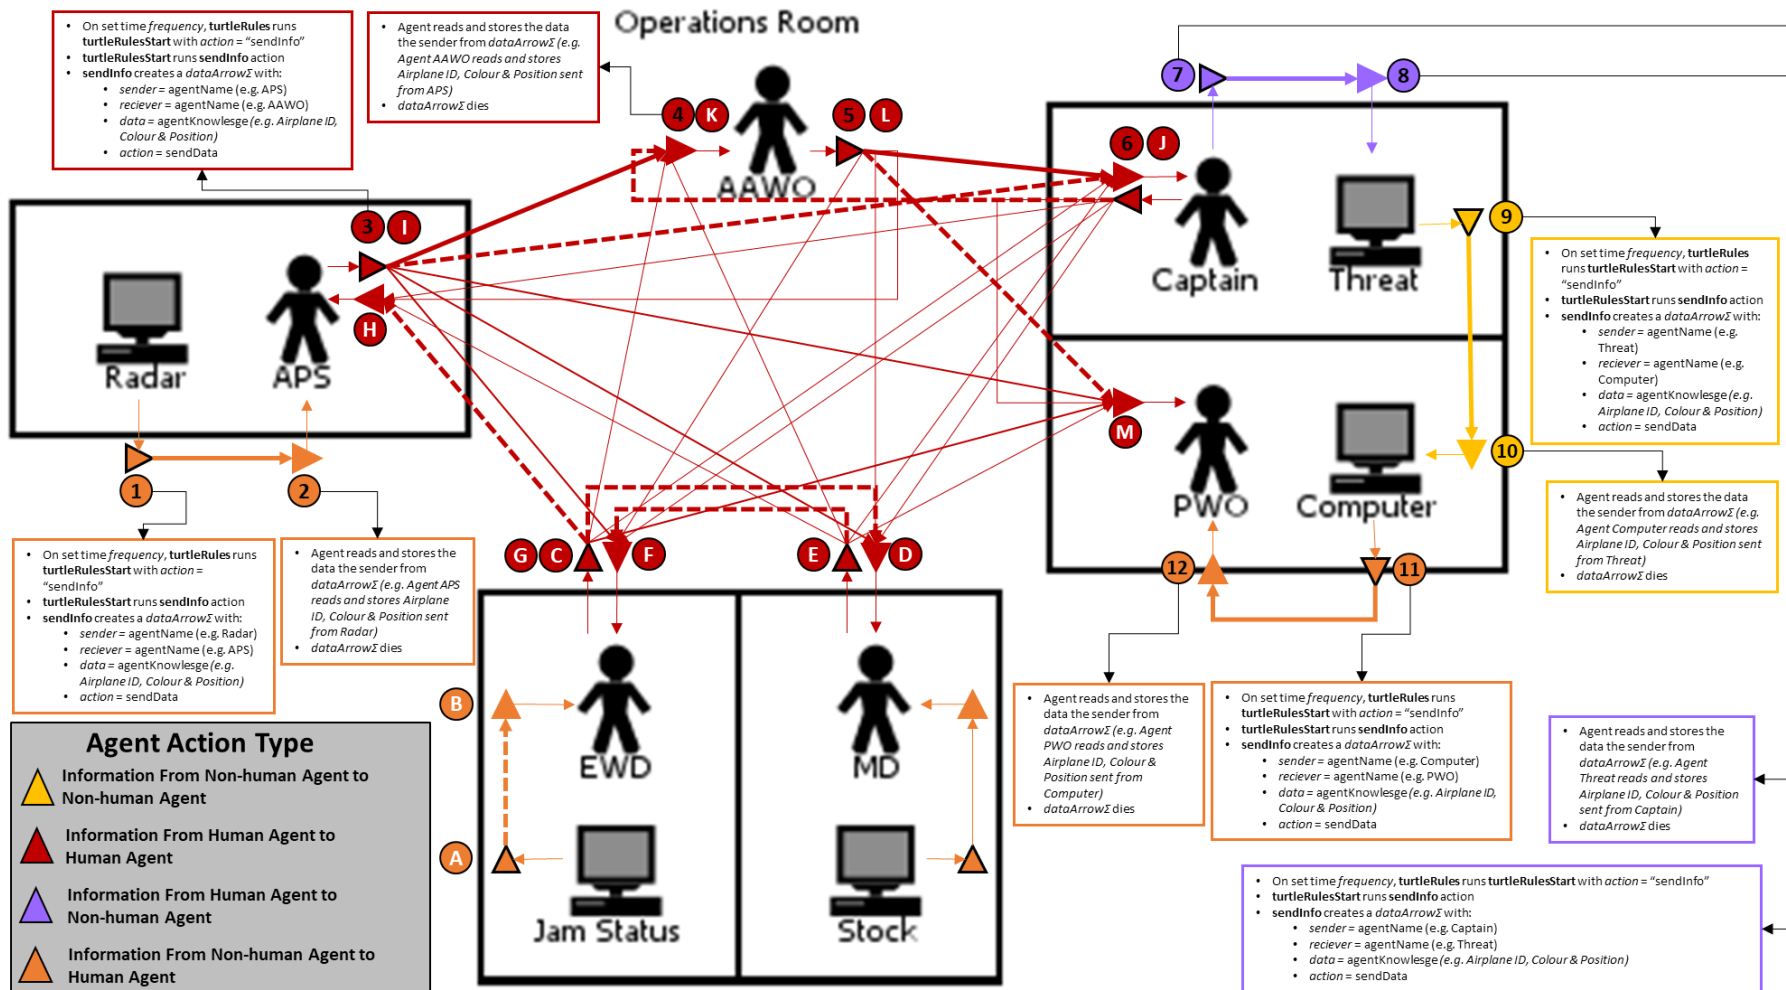 Operations Room
• On set time frequency, turtleRules runs
turtleRulesStart with action = "sendInfo"
• turtleRulesStart runs sendInfo action
• sendInfo creates a dataArrowΣ with:
• sender = agentName (e.g. APS)
• reciever = agentName (e.g. AAWO)
• data = agentKnowlesge (e.g. Airplane ID,
Colour & Position)
• action = sendData
• Agent reads and stores the data
the sender from dataArrowΣ (e.g.
Agent AAWO reads and stores
Airplane ID, Colour & Position sent
from APS)
• dataArrowΣ dies
7
8
4
K
5
L
AAWO
6
J
Captain
Threat
9
3
I
H
Radar
APS
1
2
• On set time frequency, turtleRules
runs turtleRulesStart with action =
"sendInfo"
• turtleRulesStart runs sendInfo action
• sendInfo creates a dataArrowΣ with:
• sender = agentName (e.g.
Threat)
• reciever = agentName (e.g.
Computer)
• data = agentKnowlesge (e.g.
Airplane ID, Colour & Position)
• action = sendData
M
PWO
Computer
10
• Agent reads and stores the data
the sender from dataArrowΣ (e.g.
Agent Computer reads and stores
Airplane ID, Colour & Position sent
from Threat)
• dataArrowΣ dies
• On set time frequency, turtleRules runs
turtleRulesStart with action =
"sendInfo"
• turtleRulesStart runs sendInfo action
• sendInfo creates a dataArrowΣ with:
• sender = agentName (e.g. Radar)
• reciever = agentName (e.g. APS)
• data = agentKnowlesge (e.g.
Airplane ID, Colour & Position)
• action = sendData
• Agent reads and stores the
data the sender from
dataArrowΣ (e.g. Agent APS
reads and stores Airplane
ID, Colour & Position sent
from Radar)
• dataArrowΣ dies
G
C
F
E
D
12
11
EWD
MD
B
A
Jam Status
Stock
• Agent reads and stores the
data the sender from
dataArrowΣ (e.g. Agent
PWO reads and stores
Airplane ID, Colour &
Position sent from
Computer)
• dataArrowΣ dies
• On set time frequency, turtleRules runs
turtleRulesStart with action = "sendInfo"
• turtleRulesStart runs sendInfo action
• sendInfo creates a dataArrowΣ with:
• sender = agentName (e.g. Computer)
• reciever = agentName (e.g. PWO)
• data = agentKnowlesge (e.g. Airplane ID,
Colour & Position)
• action = sendData
• Agent reads and stores the
data the sender from
dataArrowΣ (e.g. Agent
Threat reads and stores
Airplane ID, Colour & Position
sent from Captain)
• dataArrowΣ dies
Agent Action Type
Information From Non-human Agent to
Non-human Agent
Information From Human Agent to
Human Agent
Information From Human Agent to
Non-human Agent
Information From Non-human Agent to
Human Agent
• On set time frequency, turtleRules runs turtleRulesStart with action = "sendInfo"
• turtleRulesStart runs sendInfo action
• sendInfo creates a dataArrowΣ with:
• sender = agentName (e.g. Captain)
• reciever = agentName (e.g. Threat)
• data = agentKnowlesge (e.g. Airplane ID, Colour & Position)
• action = sendData